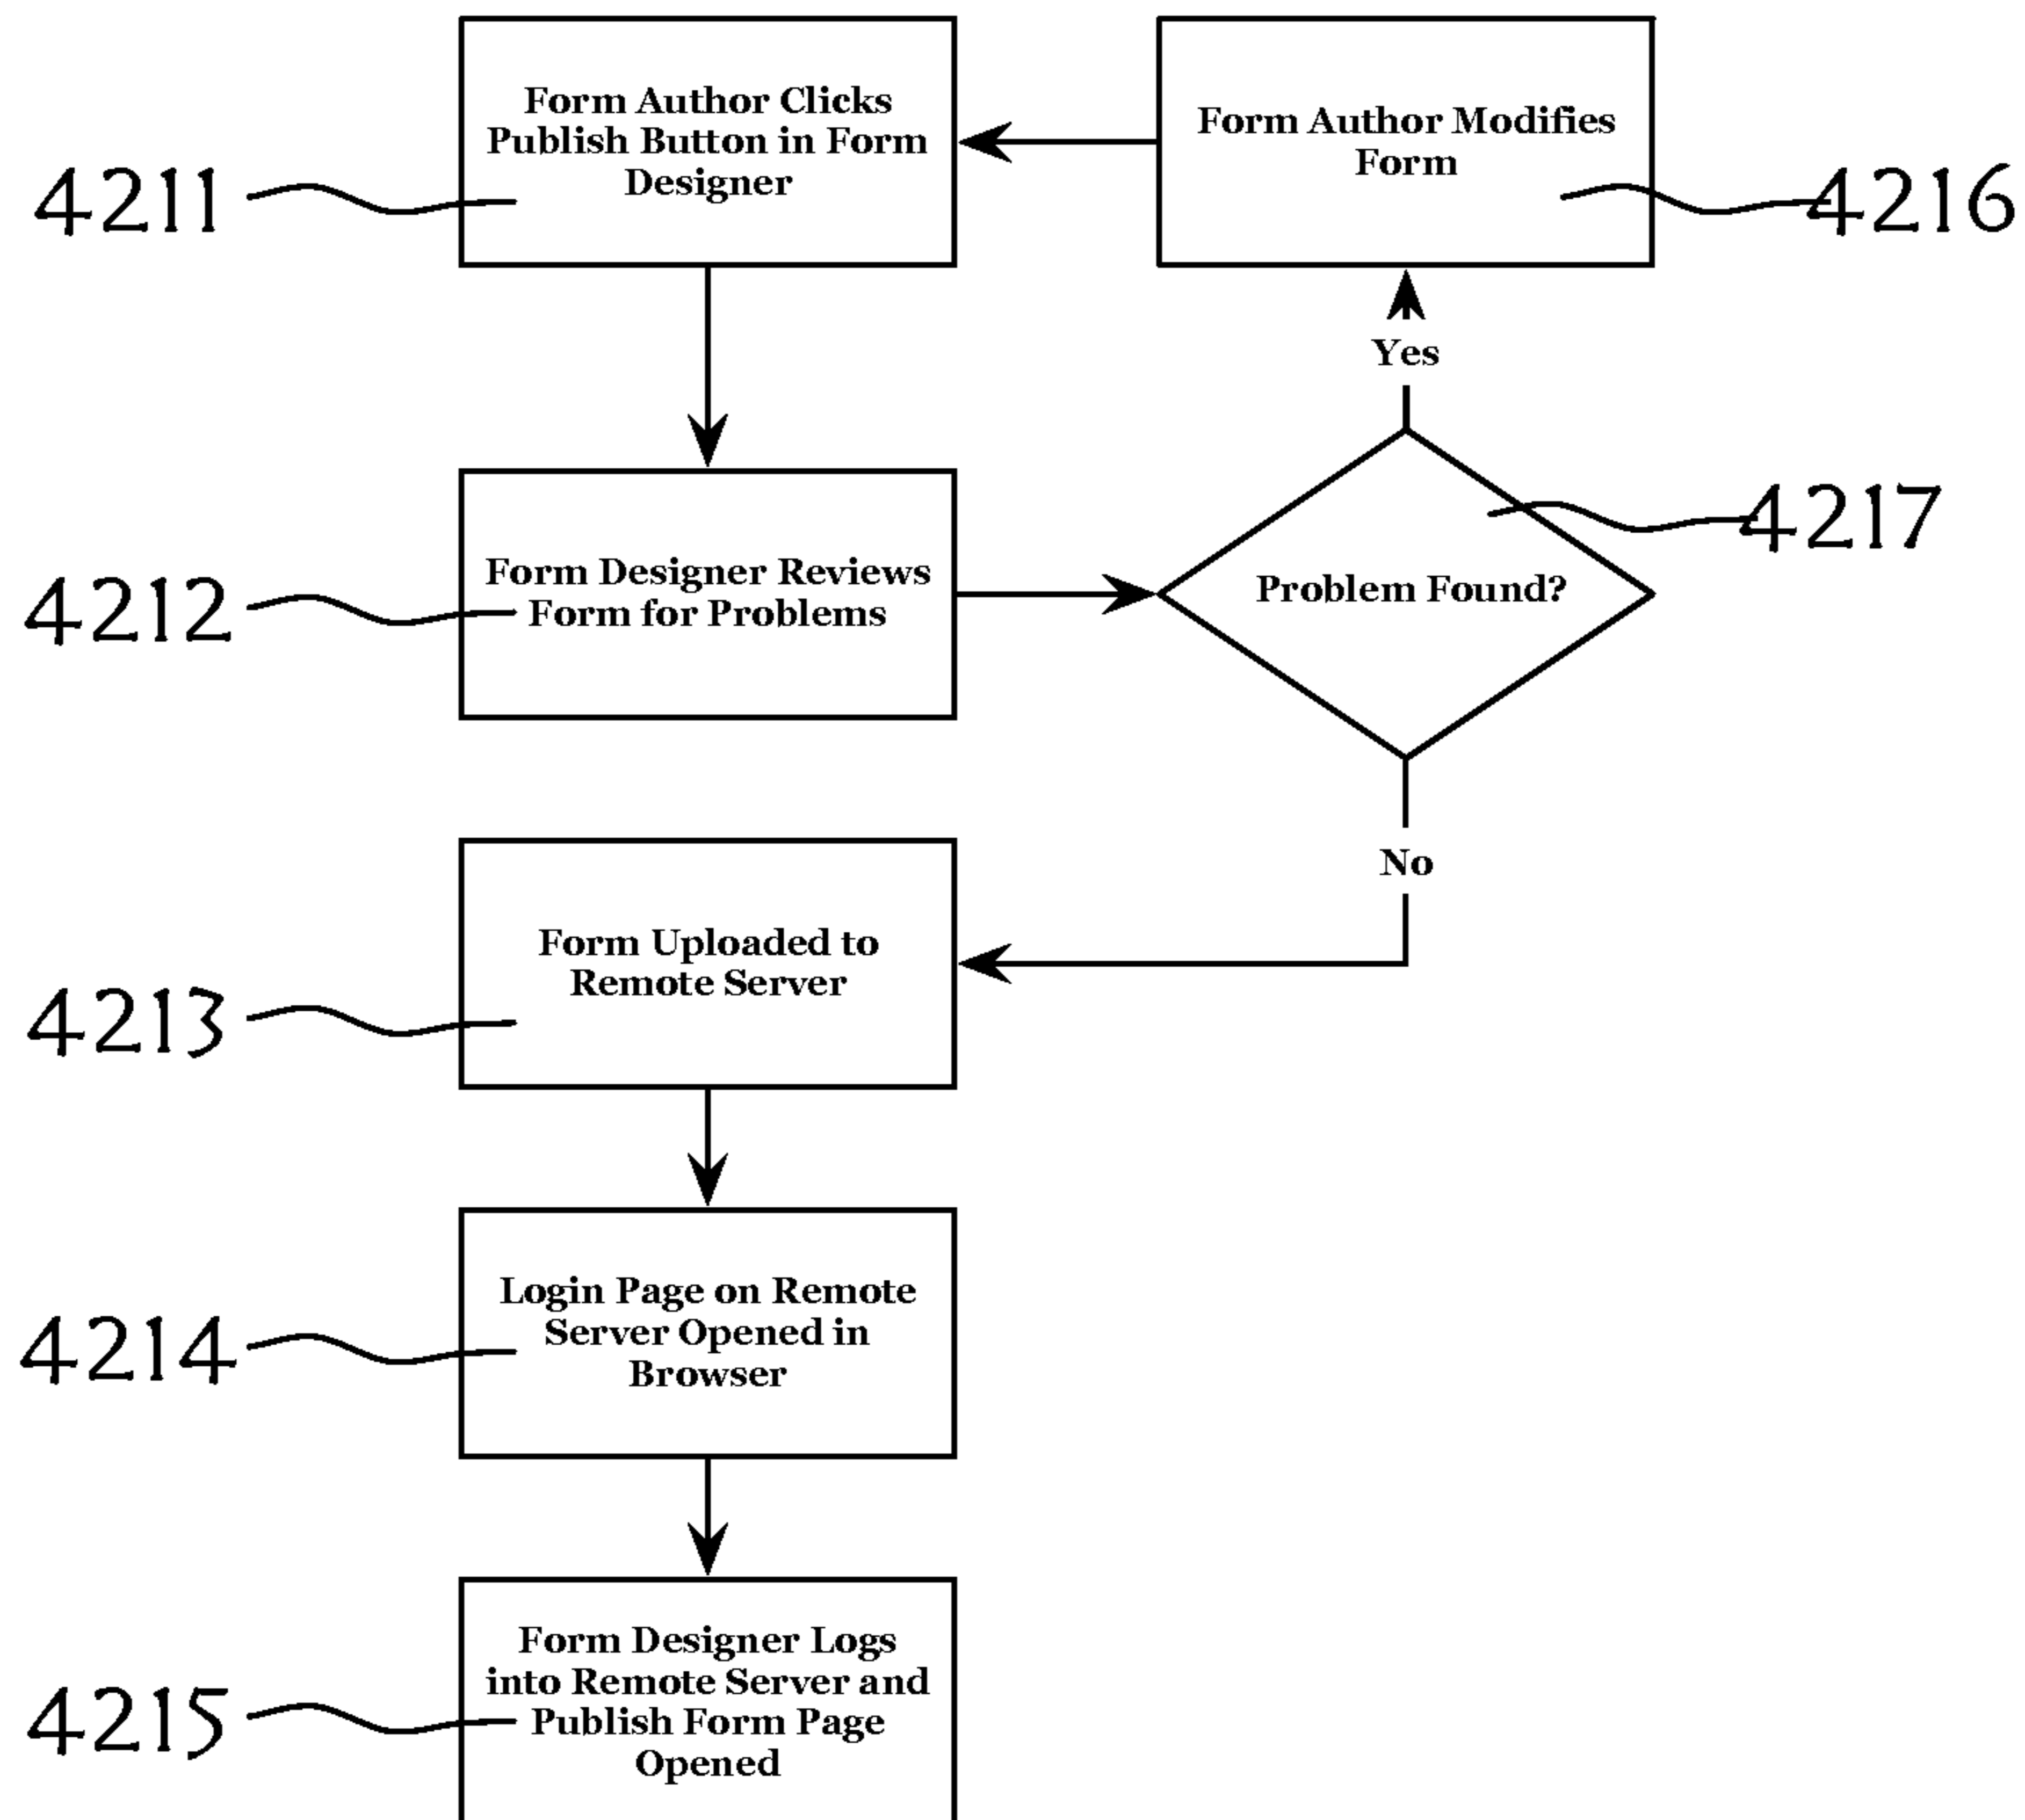 Form Author Clicks
Publish Button in Form
Designer
4211
Form Author Modifies
Form
4216
Yes
4217
Problem Found?
Form Designer Reviews
Form for Problems
4212
No
Form Uploaded to
Remote Server
4213
Login Page on Remote
Server Opened in
Browser
4214
Form Designer Logs
into Remote Server and
Publish Form Page
Opened
4215